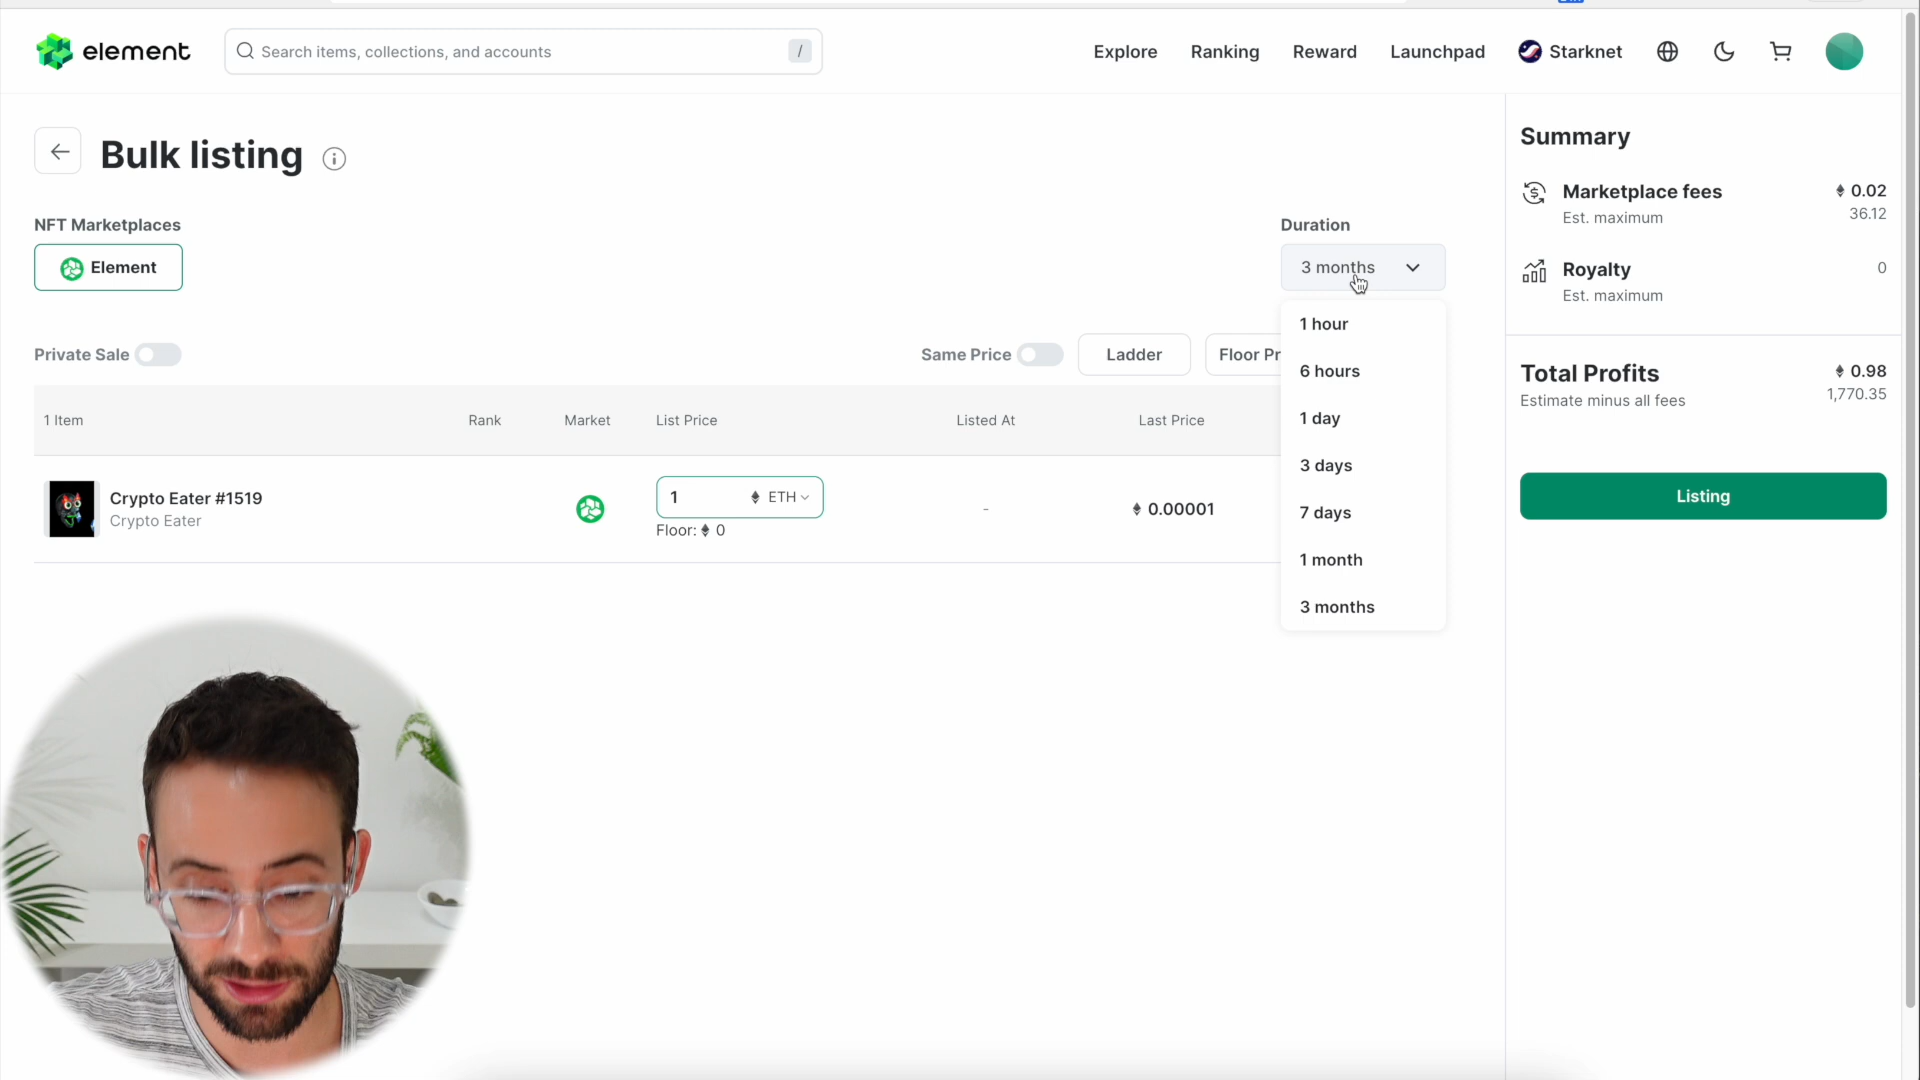 element
Search items, collections, and accounts
/
Explore
Ranking
Reward
Launchpad
Starknet
Bulk listing
NFT Marketplaces
Element
Duration
3 months
1 hour
6 hours
1 day
3 days
7 days
1 month
3 months
Private Sale
Same Price
Ladder
Floor Pr
1 Item
Rank
Market
List Price
Listed At
Last Price
Crypto Eater #1519
Crypto Eater
1
ETH
Floor: 0
-
0.00001
Summary
Marketplace fees
0.02
Est. maximum
36.12
Royalty
0
Est. maximum
Total Profits
0.98
Estimate minus all fees
1,770.35
Listing